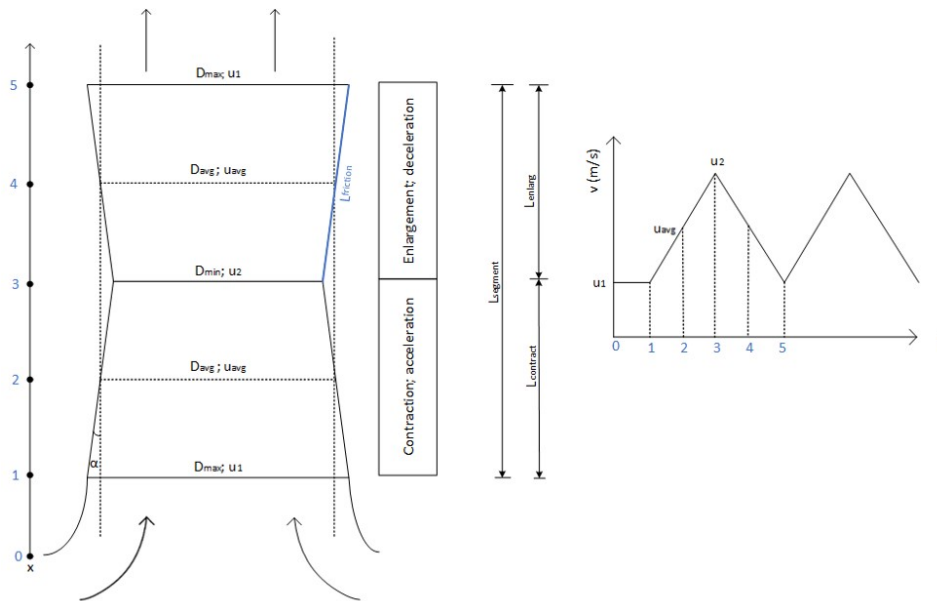 5
Dmax; u1
4
Davg; uavg
Lfriction
3
Dmin; u2
2
Davg; uavg
α
1
Dmax; u1
0
x
Enlargement; deceleration
Contraction; acceleration
Lsegment
Lenlarg
Lcontract
v (m/s)
u2
uavg
u1
0 1 2 3 4 5